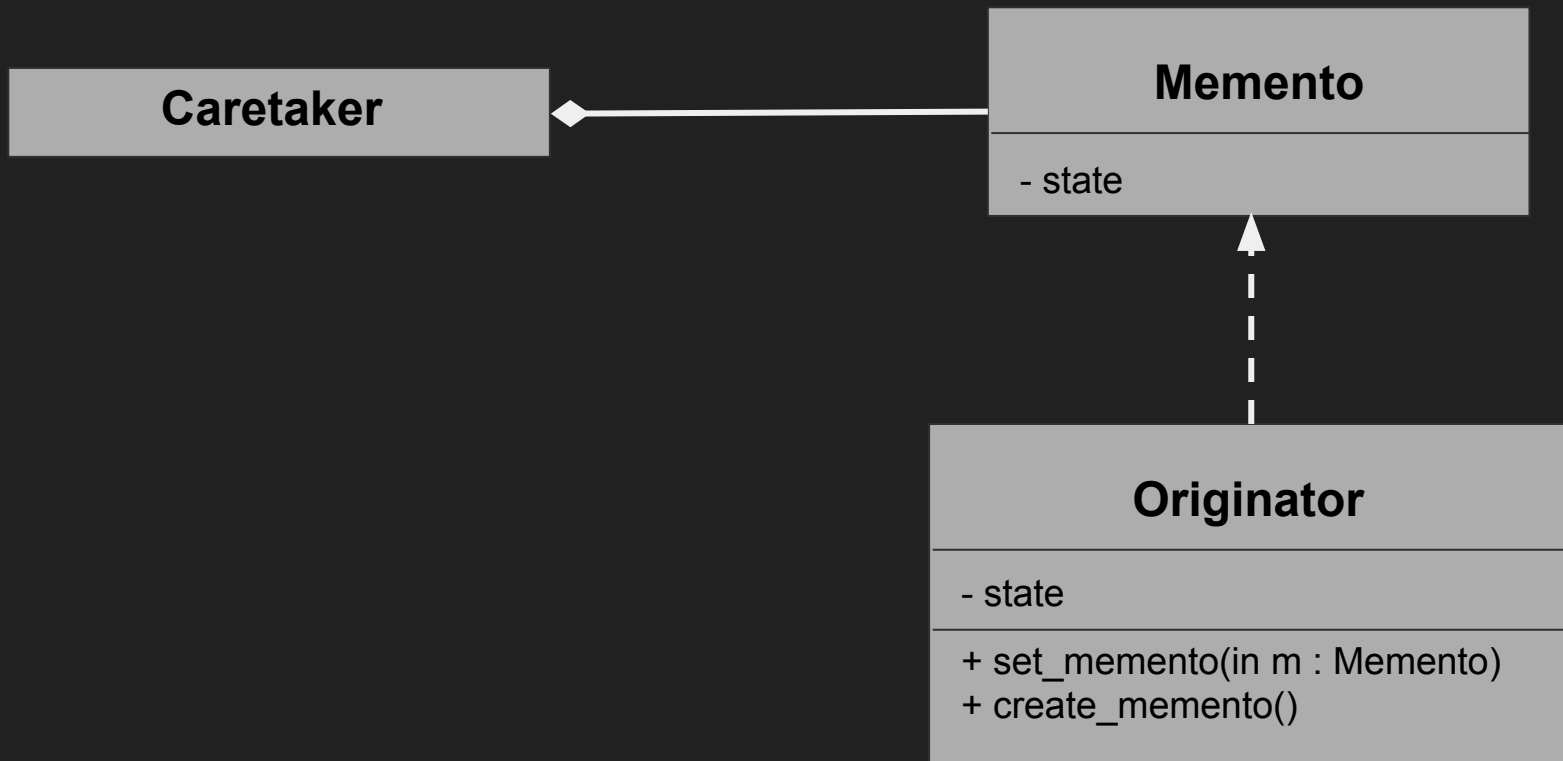 Caretaker
Memento
- state
Originator
- state
+ set_memento(in m : Memento)
+ create_memento()